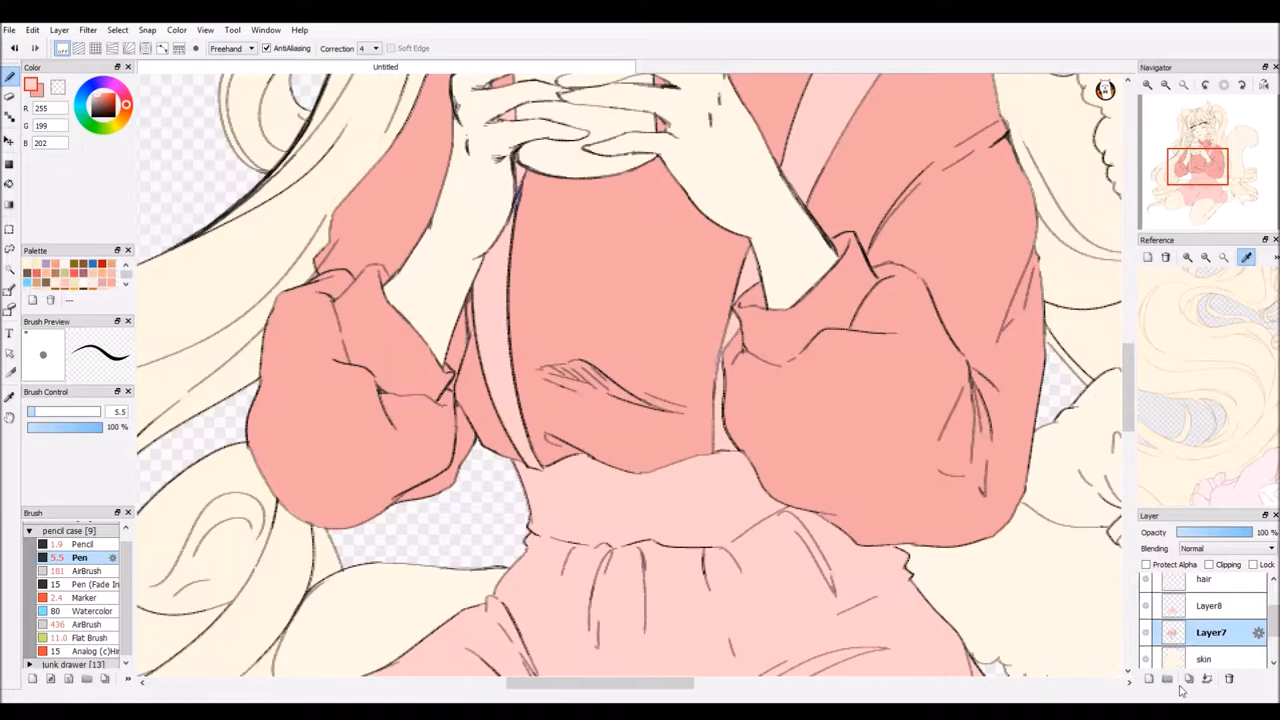 File Edit Layer Filter Select Snap Color View Tool Window Help
off Freehand AntiAliasing Correction 4 Soft Edge
Color
R 255
G 199
B 202
Palette
---
Brush Preview
Brush Control
5.5
100 %
Brush
pencil case [9]
1.9 Pencil
5.5 Pen
181 AirBrush
15 Pen (Fade In
2.4 Marker
80 Watercolor
436 AirBrush
11.0 Flat Brush
15 Analog (c)Hi
junk drawer [13]
Untitled
Navigator
Reference
Layer
Opacity 100 %
Blending Normal
Protect Alpha Clipping Lock
hair
Layer8
Layer7
skin